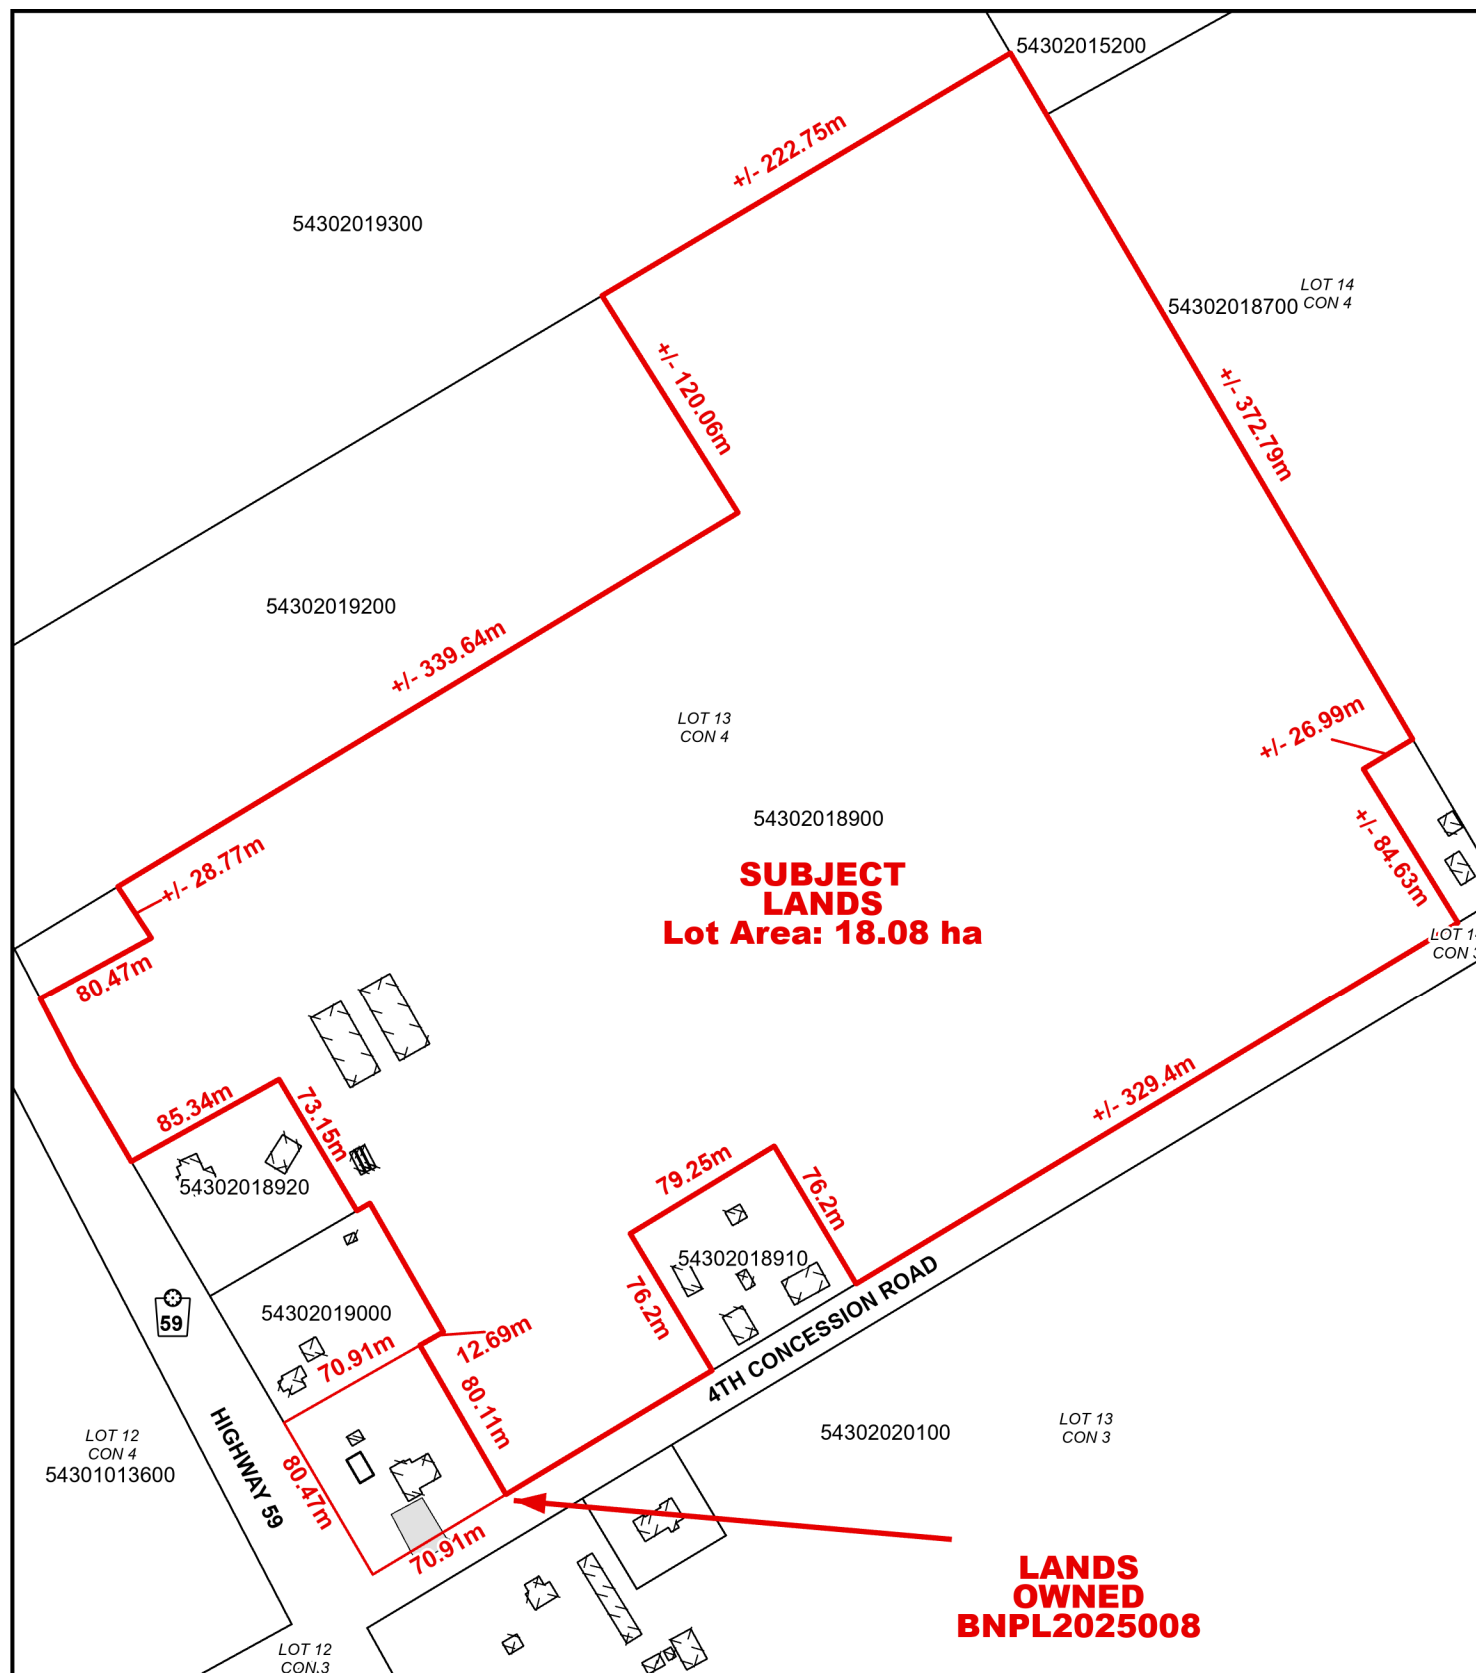 54302015200
+/- 222.75m
54302019300
LOT 14
CON 4
54302018700
+/- 120.06m
+/- 372.79m
54302019200
+/- 339.64m
LOT 13
CON 4
+/- 26.99m
54302018900
+/- 84.63m
+/- 28.77m
SUBJECT
LANDS
Lot Area: 18.08 ha
80.47m
85.34m
73.15m
+/- 329.4m
54302018920
79.25m
76.2m
54302018910
76.2m
59
54302019000
70.91m
12.69m
80.11m
4TH CONCESSION ROAD
HIGHWAY 59
LOT 12
CON 4
54301013600
80.47m
70.91m
54302020100
LOT 13
CON 3
LANDS
OWNED
BNPL2025008
LOT 12
CON.3